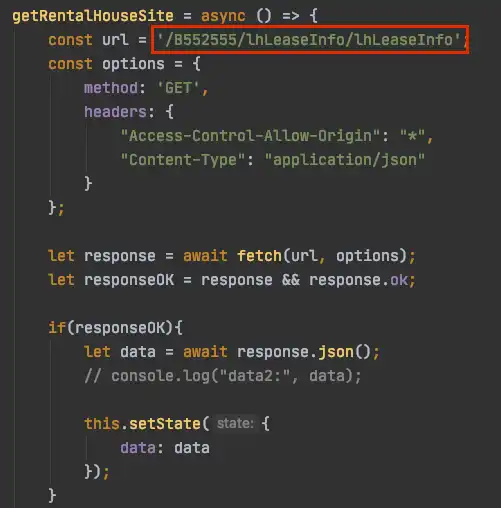 getRentalHouseSite = async () => {
const url = '/B552555/lhLeaseInfo/lhLeaseInfo';
const options = {
method: 'GET',
headers: {
"Access-Control-Allow-Origin": "*",
"Content-Type": "application/json"
}
};
let response = await fetch(url, options);
let responseOK = response && response.ok;
if(responseOK){
let data = await response.json();
// console.log("data2:", data);
this.setState( state: {
data: data
});
}